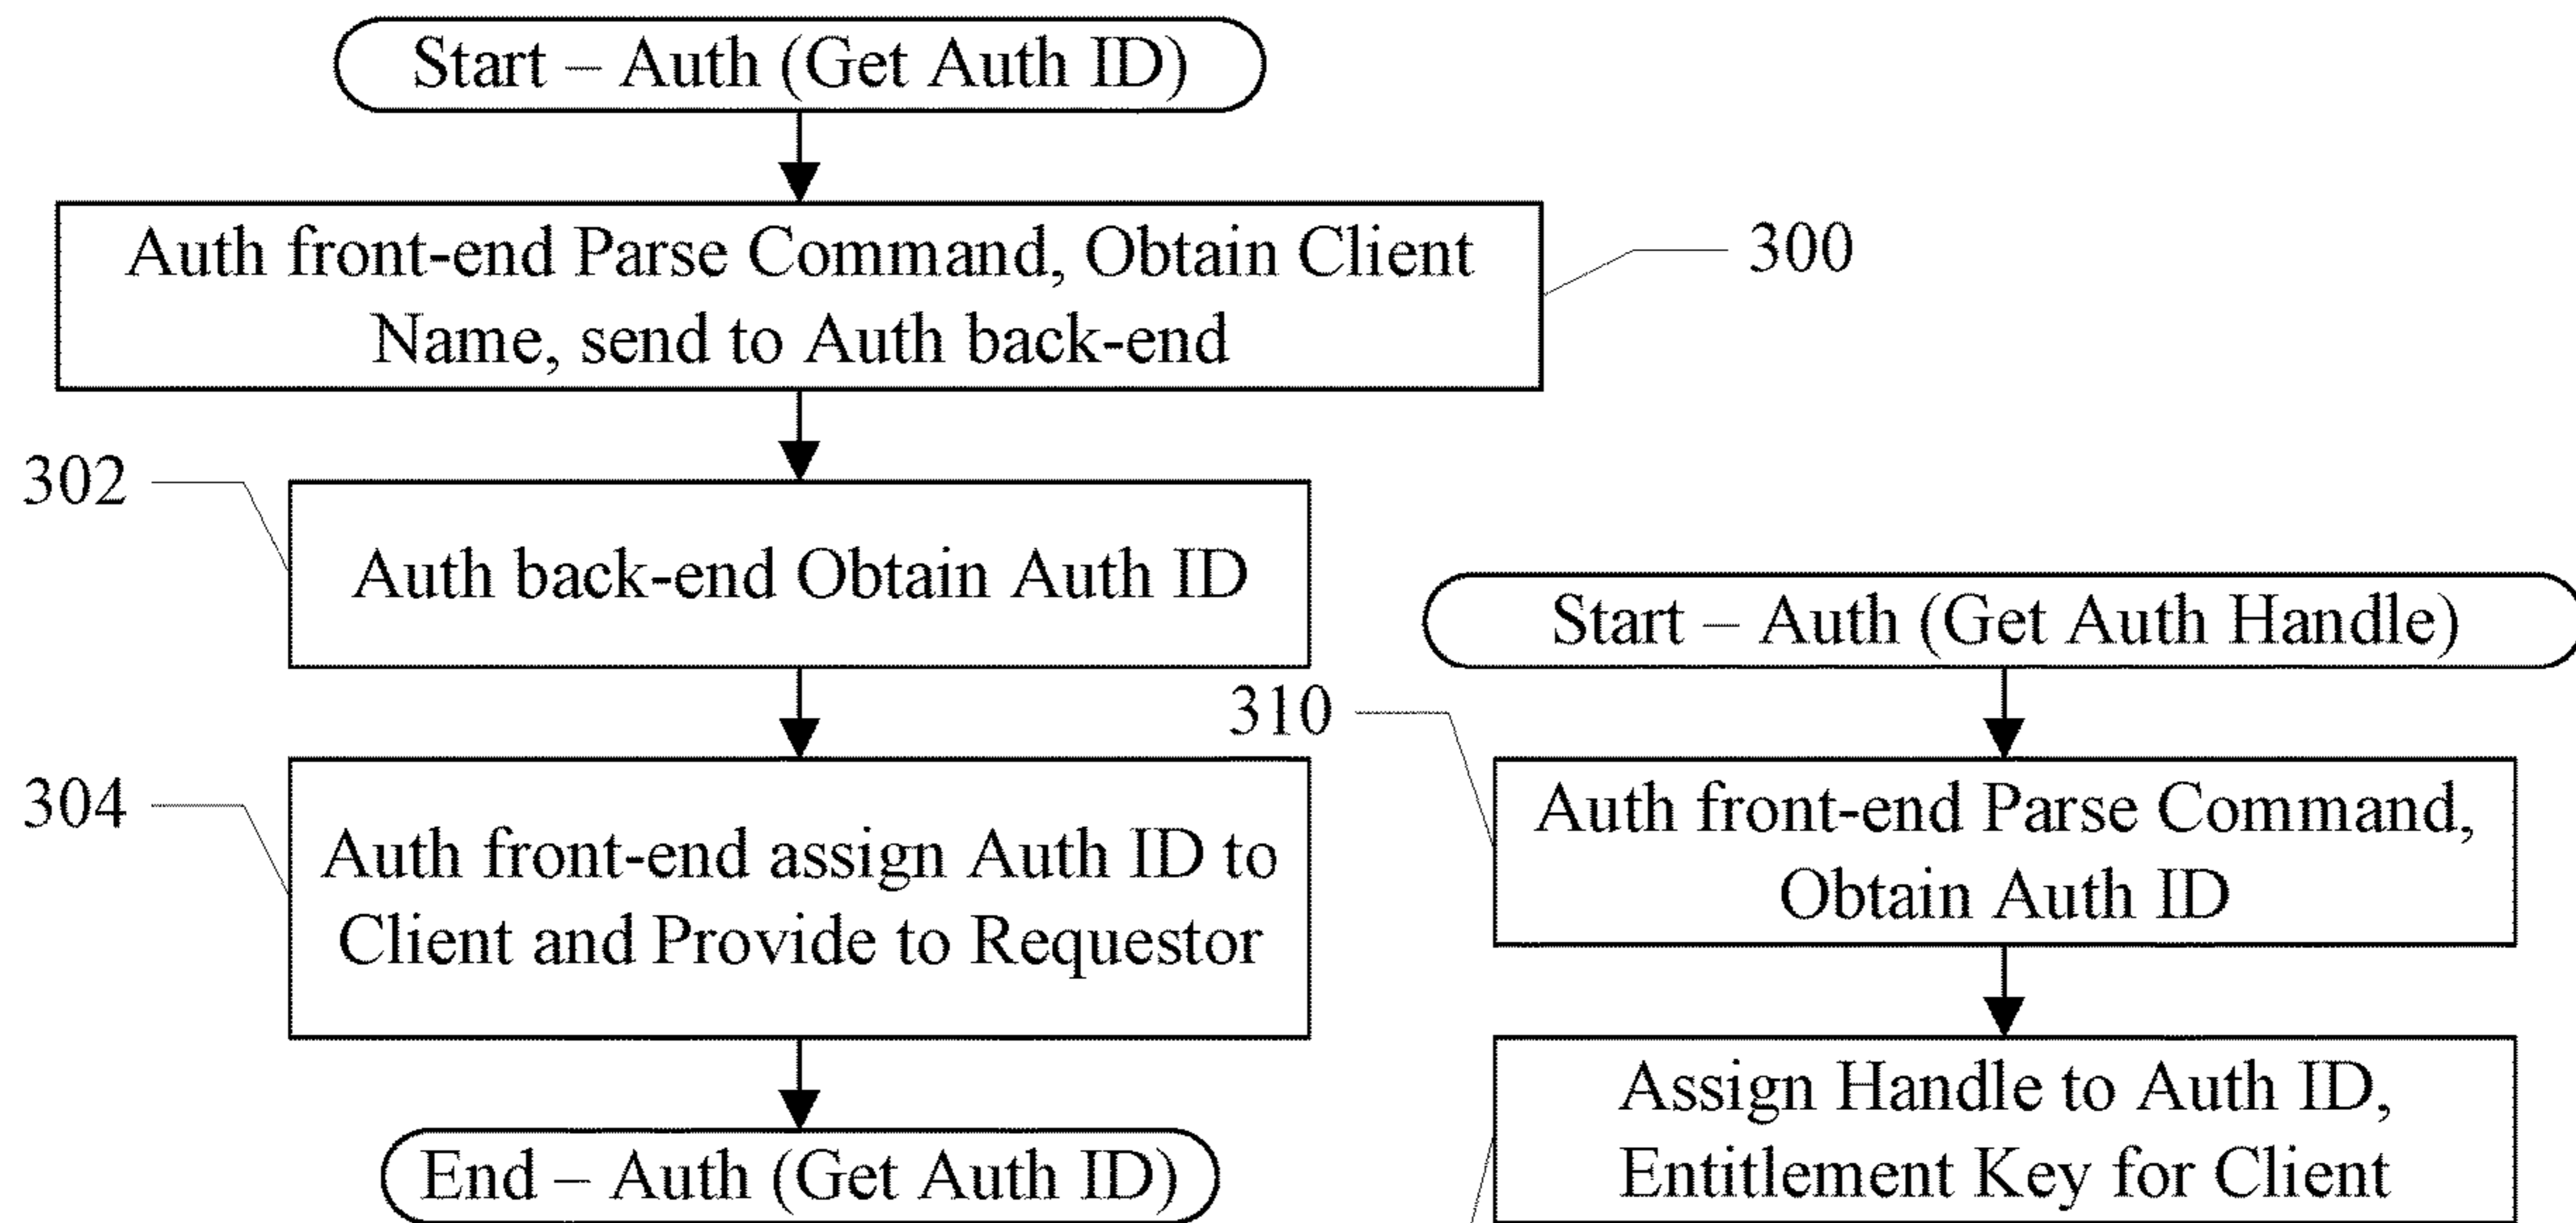 Start – Auth (Get Auth ID)
Auth front-end Parse Command, Obtain Client
Name, send to Auth back-end
300
302
Auth back-end Obtain Auth ID
304
Auth front-end assign Auth ID to
Client and Provide to Requestor
End – Auth (Get Auth ID)
Start – Auth (Get Auth Handle)
310
Auth front-end Parse Command,
Obtain Auth ID
Assign Handle to Auth ID,
Entitlement Key for Client